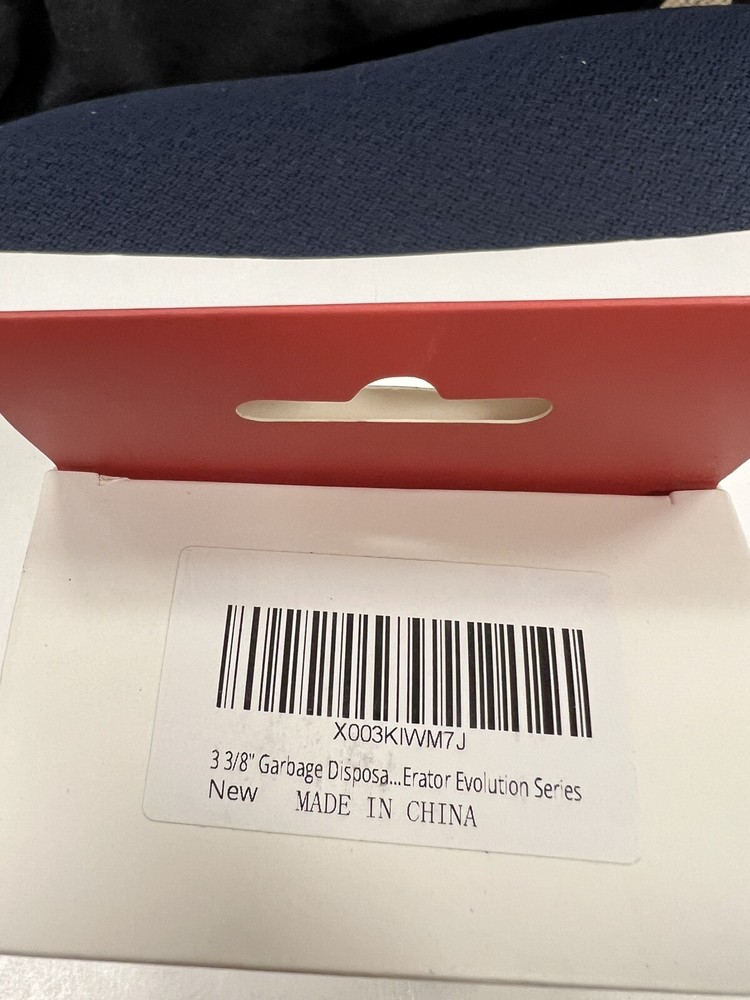 X003KIWM7J
3 3/8" Garbage Disposa...Erator Evolution Series
New MADE IN CHINA